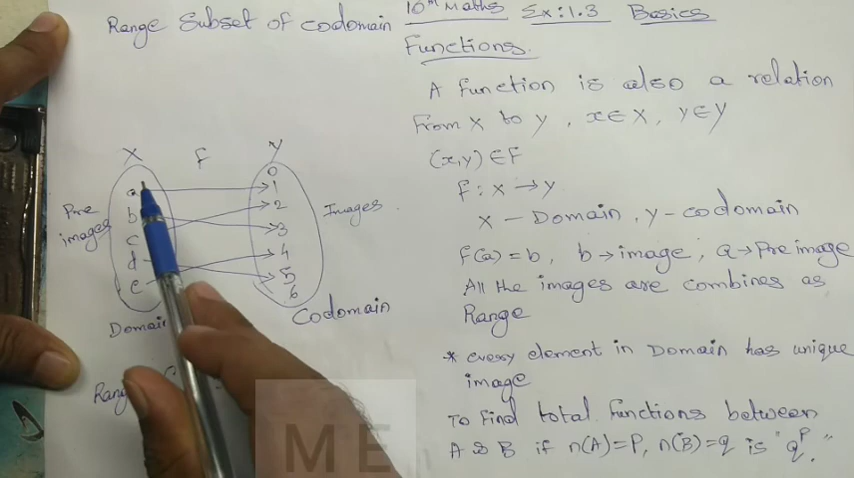 Range Subset of codomain
10th Maths Ex:1.3 Basics
Functions.
A function is also a relation
from X to y, x∈X, y∈y
(x,y)∈F
f: x→y
X - Domain, y-codomain
f(a)=b, b→image, a→Pre image
All the images are combines as
Range
* every element in Domain has unique
image
To Find total functions between
A & B if n(A)=P, n(B)=q is "q^P."
X f y
Pre
images
a
b
c
d
e
0
1
2
3
4
5
6
Images
Domain
Codomain
ME